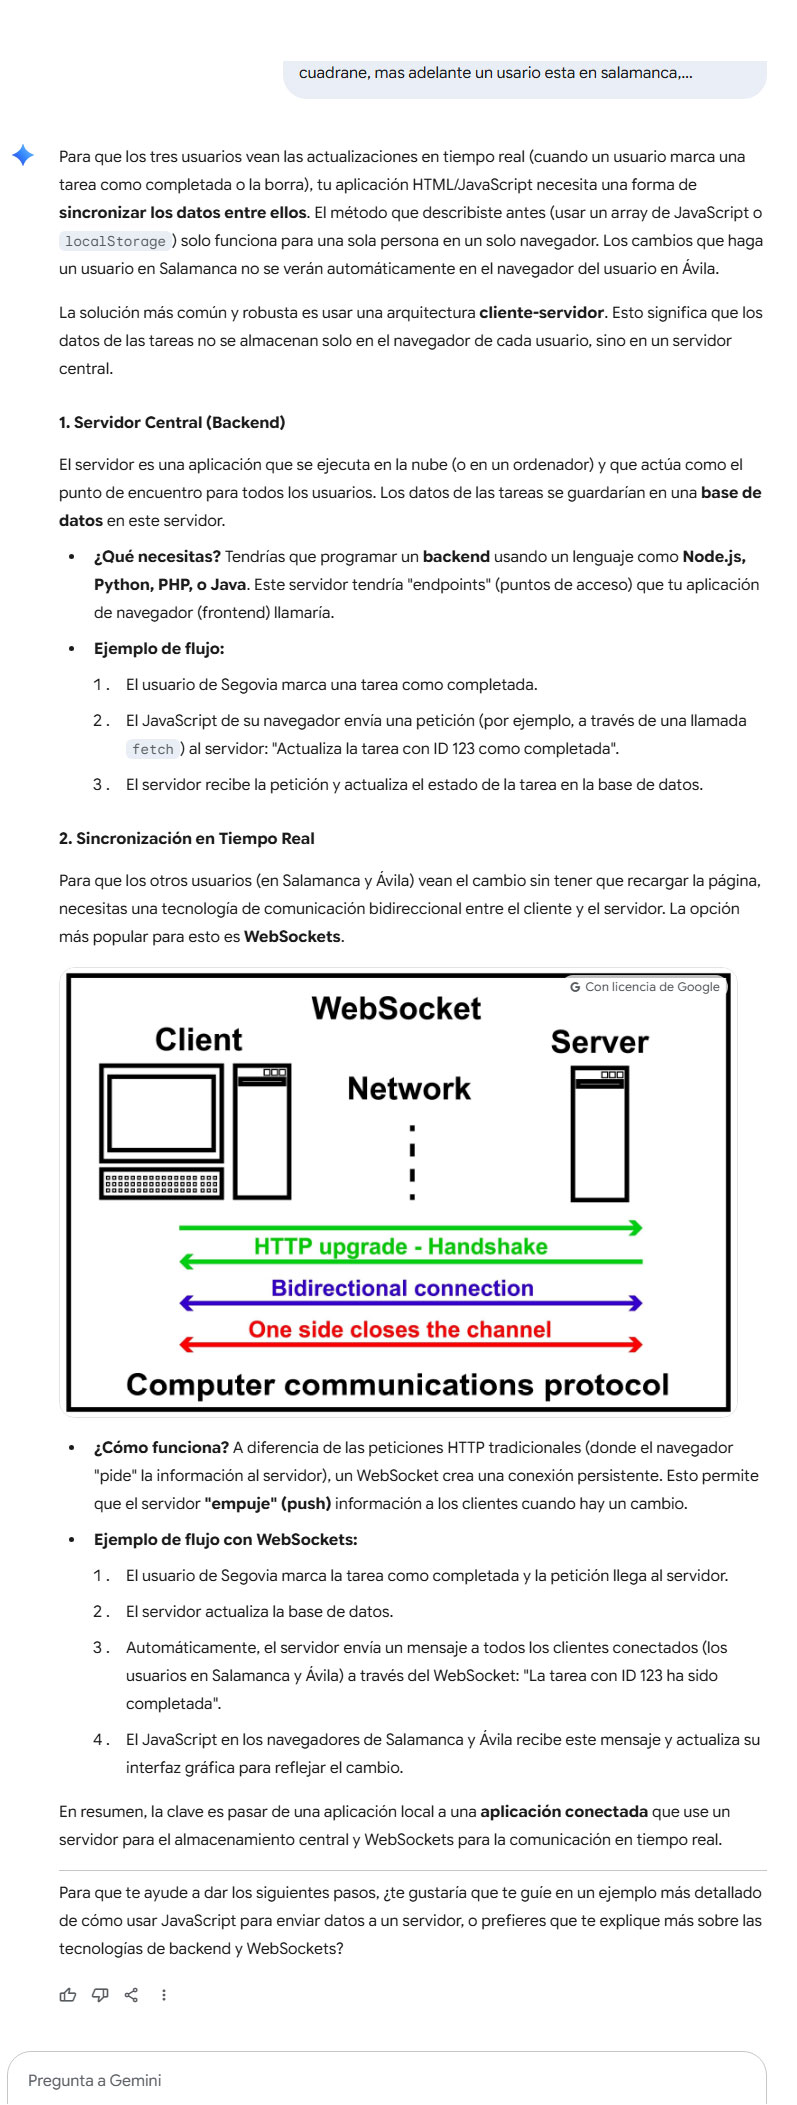 cuadrane, mas adelante un usario esta en salamanca,...
Para que los tres usuarios vean las actualizaciones en tiempo real (cuando un usuario marca una
tarea como completada o la borra), tu aplicación HTML/JavaScript necesita una forma de
sincronizar los datos entre ellos. El método que describiste antes (usar un array de JavaScript o
localStorage ) solo funciona para una sola persona en un solo navegador. Los cambios que haga
un usuario en Salamanca no se verán automáticamente en el navegador del usuario en Ávila.
La solución más común y robusta es usar una arquitectura cliente-servidor. Esto significa que los
datos de las tareas no se almacenan solo en el navegador de cada usuario, sino en un servidor
central.
1. Servidor Central (Backend)
El servidor es una aplicación que se ejecuta en la nube (o en un ordenador) y que actúa como el
punto de encuentro para todos los usuarios. Los datos de las tareas se guardarían en una base de
datos en este servidor.
• ¿Qué necesitas? Tendrías que programar un backend usando un lenguaje como Node.js,
Python, PHP, o Java. Este servidor tendría "endpoints" (puntos de acceso) que tu aplicación
de navegador (frontend) llamaría.
• Ejemplo de flujo:
1. El usuario de Segovia marca una tarea como completada.
2. El JavaScript de su navegador envía una petición (por ejemplo, a través de una llamada
fetch ) al servidor: "Actualiza la tarea con ID 123 como completada".
3. El servidor recibe la petición y actualiza el estado de la tarea en la base de datos.
2. Sincronización en Tiempo Real
Para que los otros usuarios (en Salamanca y Ávila) vean el cambio sin tener que recargar la página,
necesitas una tecnología de comunicación bidireccional entre el cliente y el servidor. La opción
más popular para esto es WebSockets.
G Con licencia de Google
WebSocket
Client
Server
Network
HTTP upgrade - Handshake
Bidirectional connection
One side closes the channel
Computer communications protocol
• ¿Cómo funciona? A diferencia de las peticiones HTTP tradicionales (donde el navegador
"pide" la información al servidor), un WebSocket crea una conexión persistente. Esto permite
que el servidor "empuje" (push) información a los clientes cuando hay un cambio.
• Ejemplo de flujo con WebSockets:
1. El usuario de Segovia marca la tarea como completada y la petición llega al servidor.
2. El servidor actualiza la base de datos.
3. Automáticamente, el servidor envía un mensaje a todos los clientes conectados (los
usuarios en Salamanca y Ávila) a través del WebSocket: "La tarea con ID 123 ha sido
completada".
4. El JavaScript en los navegadores de Salamanca y Ávila recibe este mensaje y actualiza su
interfaz gráfica para reflejar el cambio.
En resumen, la clave es pasar de una aplicación local a una aplicación conectada que use un
servidor para el almacenamiento central y WebSockets para la comunicación en tiempo real.
Para que te ayude a dar los siguientes pasos, ¿te gustaría que te guíe en un ejemplo más detallado
de cómo usar JavaScript para enviar datos a un servidor, o prefieres que te explique más sobre las
tecnologías de backend y WebSockets?
Pregunta a Gemini